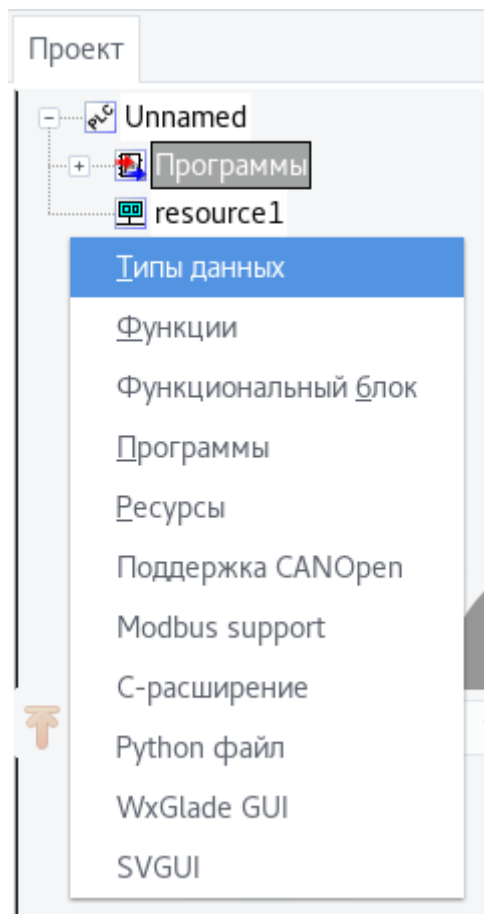 Проект
PLC Unnamed
Программы
resource1
Типы данных
Функции
Функциональный блок
Программы
Ресурсы
Поддержка CANOpen
Modbus support
С-расширение
Python файл
WxGlade GUI
SVGUI